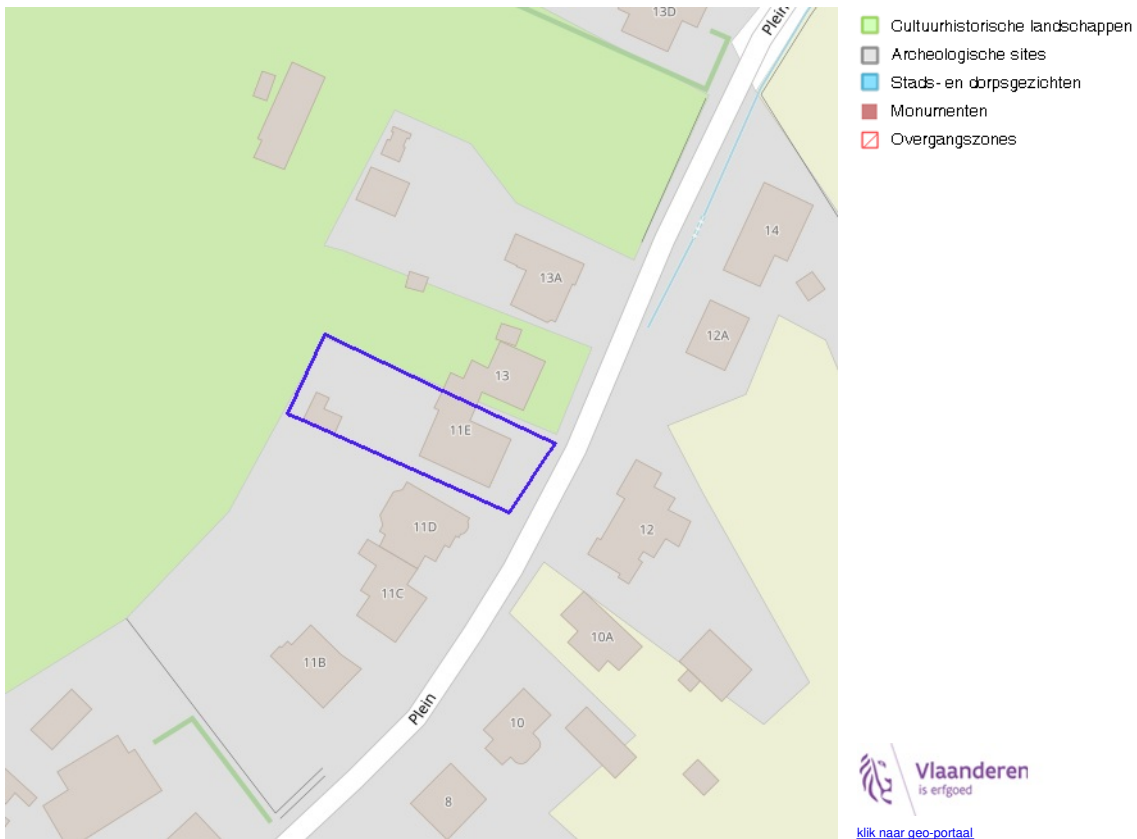 13D
Plein
Cultuurhistorische landschappen
Archeologische sites
Stads- en dorpsgezichten
Monumenten
Overgangszones
14
13A
12A
13
11E
11D
12
11C
10A
11B
Plein
10
8
Vlaanderen
is erfgoed
klik naar geo-portaal